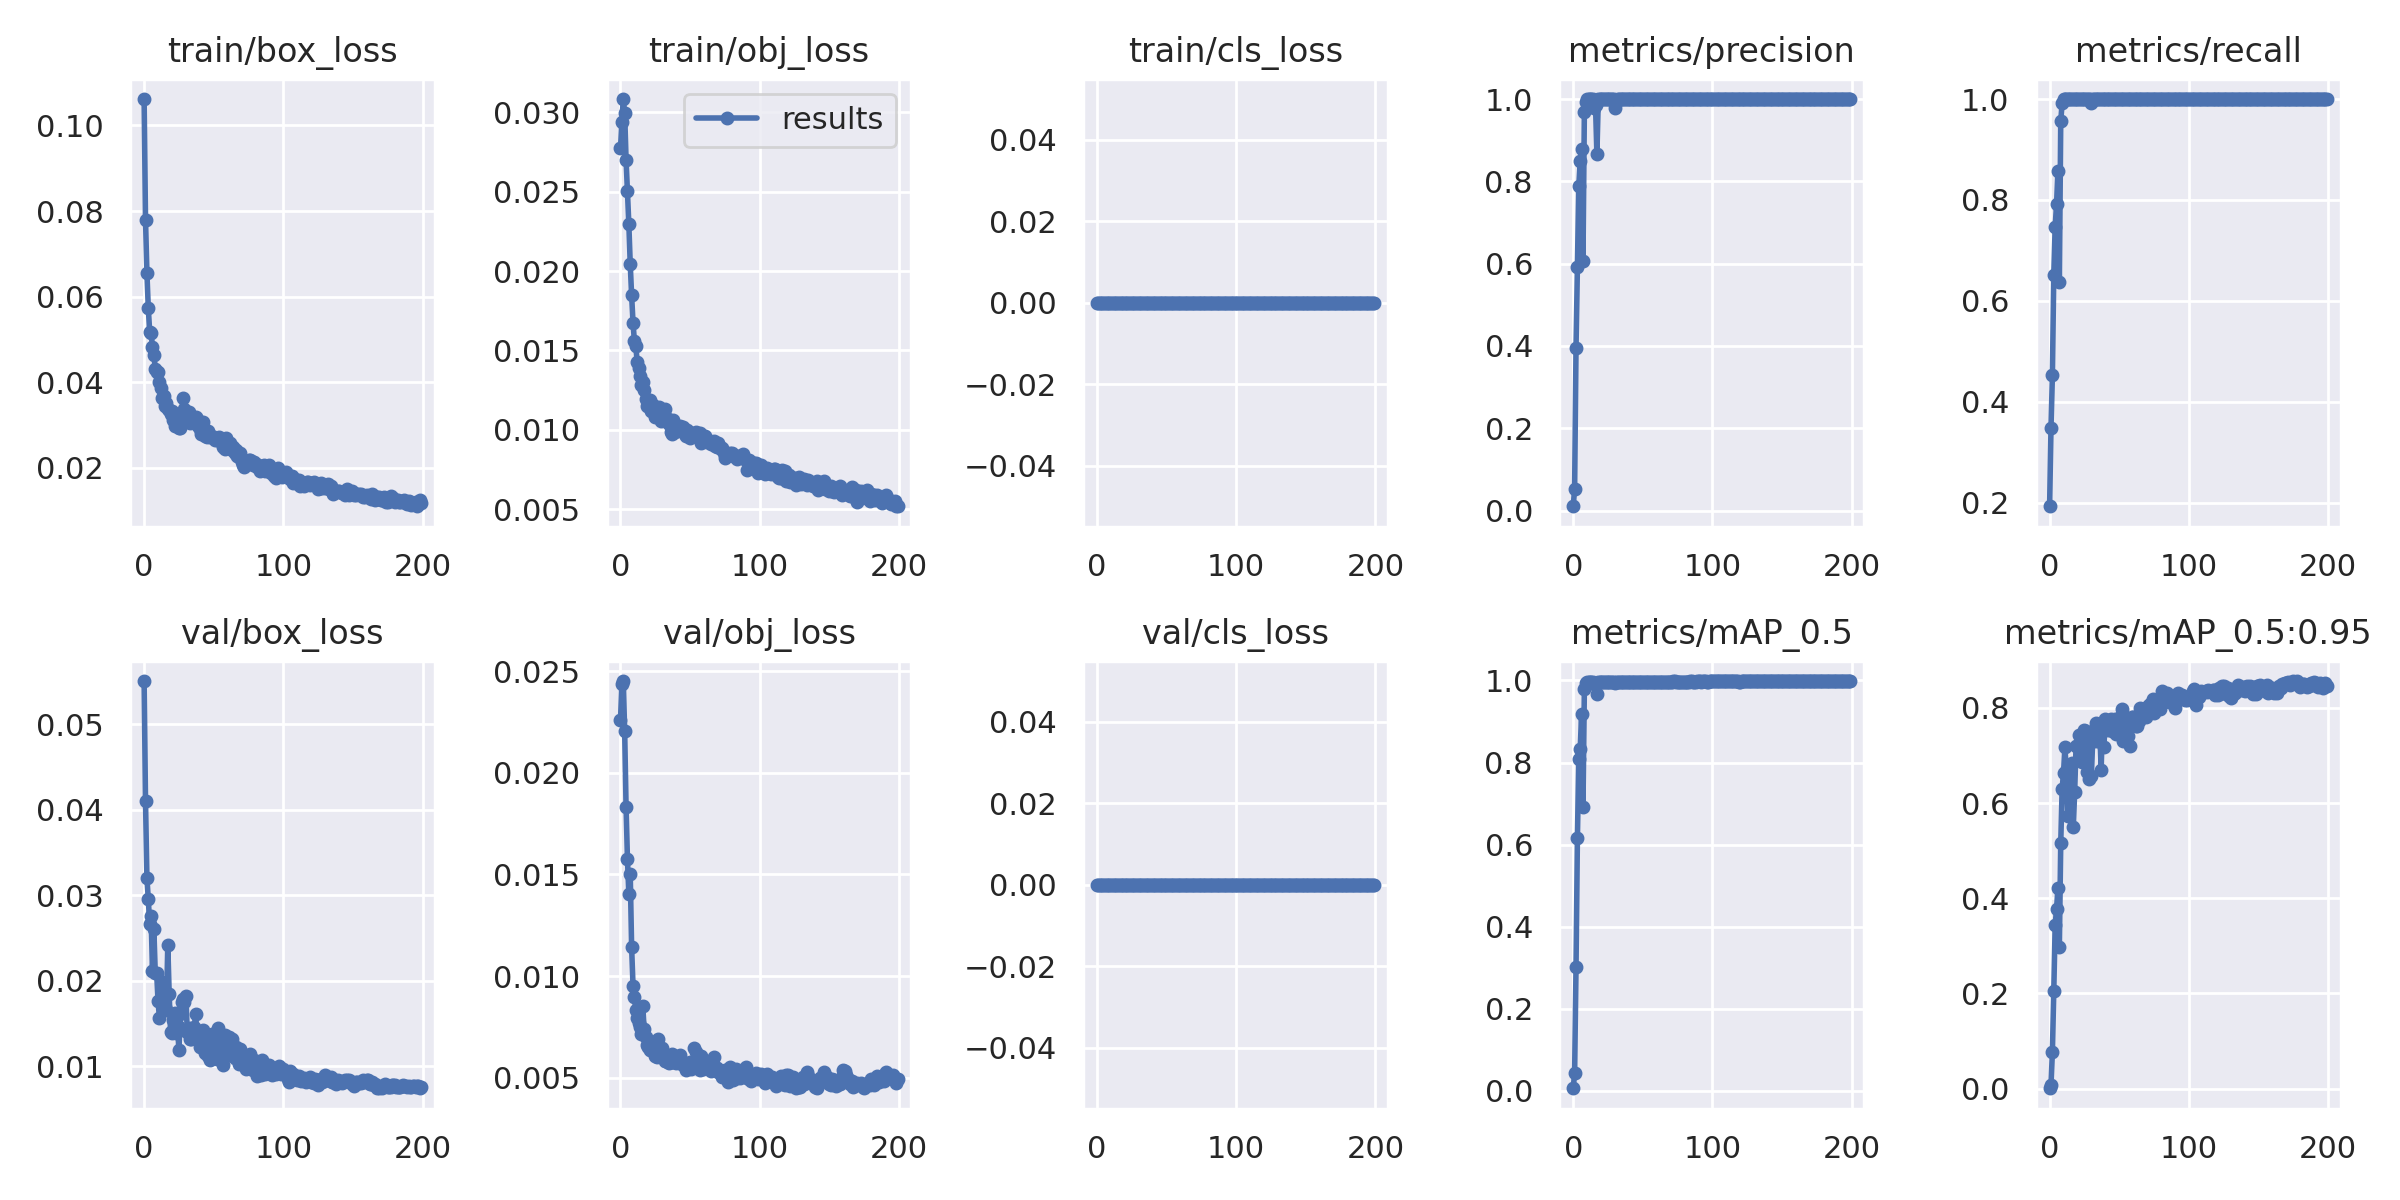 train/box_loss
0.10
0.08
0.06
0.04
0.02
0 100 200
train/obj_loss
results
0.030
0.025
0.020
0.015
0.010
0.005
0 100 200
train/cls_loss
0.04
0.02
0.00
−0.02
−0.04
0 100 200
metrics/precision
1.0
0.8
0.6
0.4
0.2
0.0
0 100 200
metrics/recall
1.0
0.8
0.6
0.4
0.2
0 100 200
val/box_loss
0.05
0.04
0.03
0.02
0.01
0 100 200
val/obj_loss
0.025
0.020
0.015
0.010
0.005
0 100 200
val/cls_loss
0.04
0.02
0.00
−0.02
−0.04
0 100 200
metrics/mAP_0.5
1.0
0.8
0.6
0.4
0.2
0.0
0 100 200
metrics/mAP_0.5:0.95
0.8
0.6
0.4
0.2
0.0
0 100 200